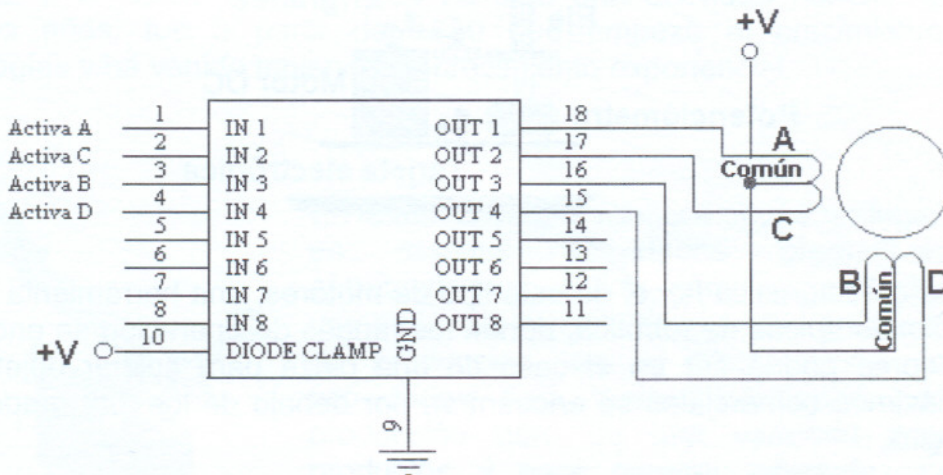 +V
Activa A 1 IN 1 OUT 1 18 A
Activa C 2 IN 2 OUT 2 17 Común
Activa B 3 IN 3 OUT 3 16
Activa D 4 IN 4 OUT 4 15 C
5 IN 5 OUT 5 14
6 IN 6 OUT 6 13
7 IN 7 OUT 7 12 B Común D
8 IN 8 OUT 8 11
+V 10 DIODE CLAMP GND
9